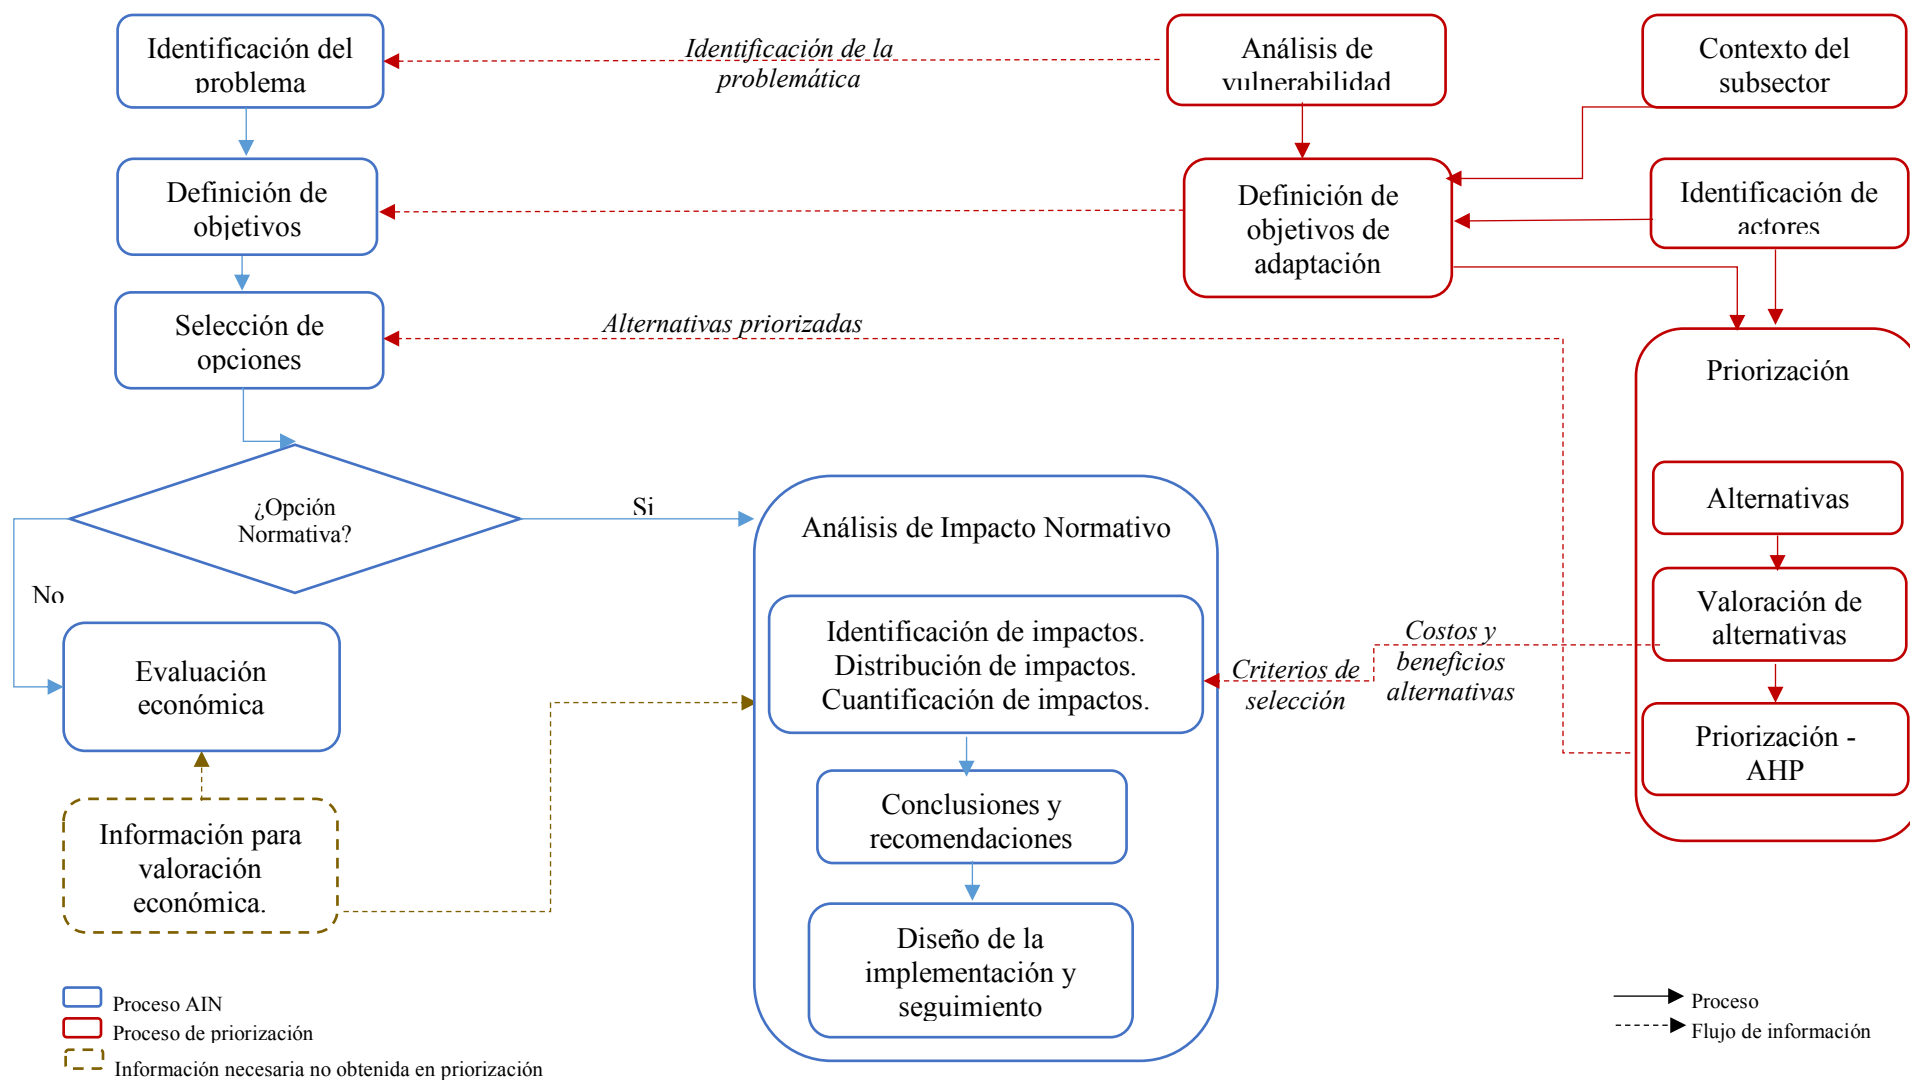 Identificación del
problema
Identificación de la
problemática
Análisis de
vulnerabilidad
Contexto del
subsector
Definición de
objetivos
Definición de
objetivos de
adaptación
Identificación de
actores
Selección de
opciones
Alternativas priorizadas
Priorización
¿Opción
Normativa?
Si
No
Análisis de Impacto Normativo
Alternativas
Identificación de impactos.
Distribución de impactos.
Cuantificación de impactos.
Criterios de
selección
Costos y
beneficios
alternativas
Valoración de
alternativas
Evaluación
económica
Priorización -
AHP
Información para
valoración
económica.
Conclusiones y
recomendaciones
Diseño de la
implementación y
seguimiento
Proceso AIN
Proceso de priorización
Información necesaria no obtenida en priorización
Proceso
Flujo de información